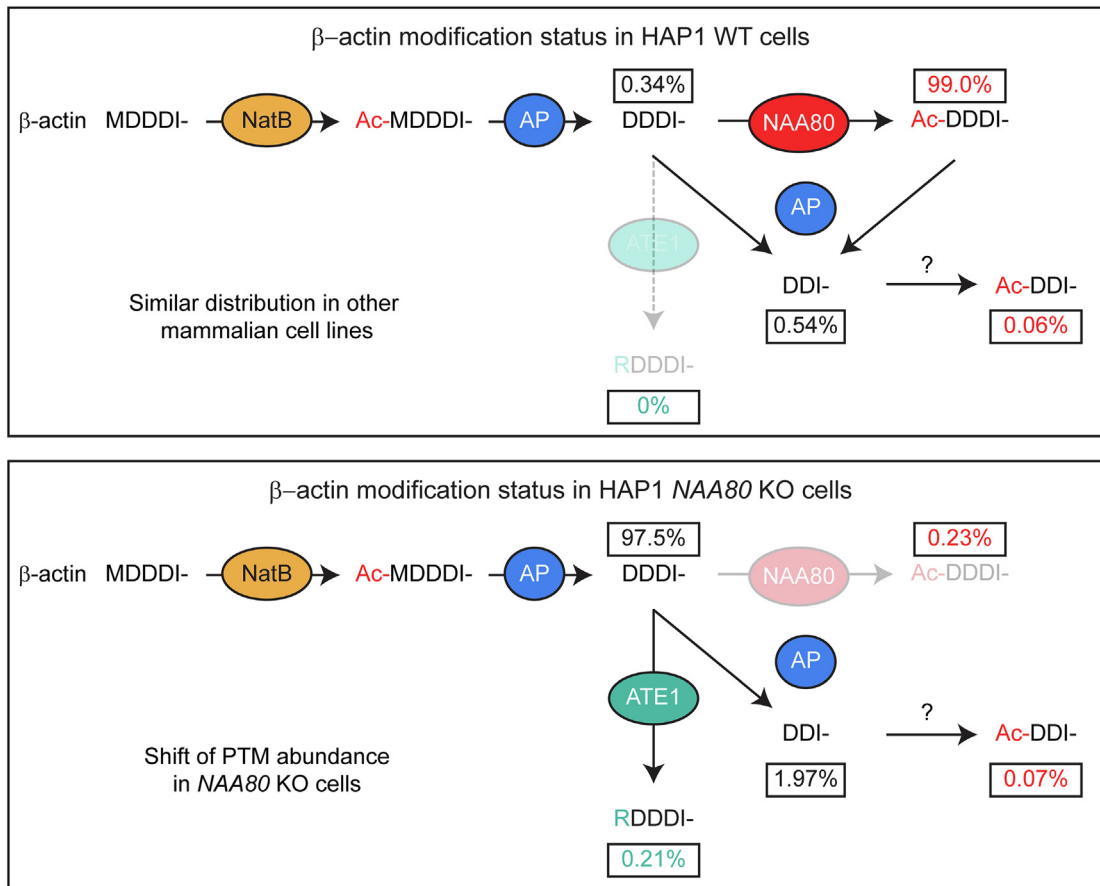 β–actin modification status in HAP1 WT cells
0.34%
99.0%
β-actin MDDDI- NatB Ac-MDDDI- AP DDDI- NAA80 Ac-DDDI-
AP
ATE1
?
DDI- Ac-DDI-
Similar distribution in other
mammalian cell lines
0.54%
0.06%
RDDDI-
0%
β–actin modification status in HAP1 NAA80 KO cells
97.5%
0.23%
β-actin MDDDI- NatB Ac-MDDDI- AP DDDI- NAA80 Ac-DDDI-
AP
ATE1
?
DDI- Ac-DDI-
Shift of PTM abundance
in NAA80 KO cells
1.97%
0.07%
RDDDI-
0.21%